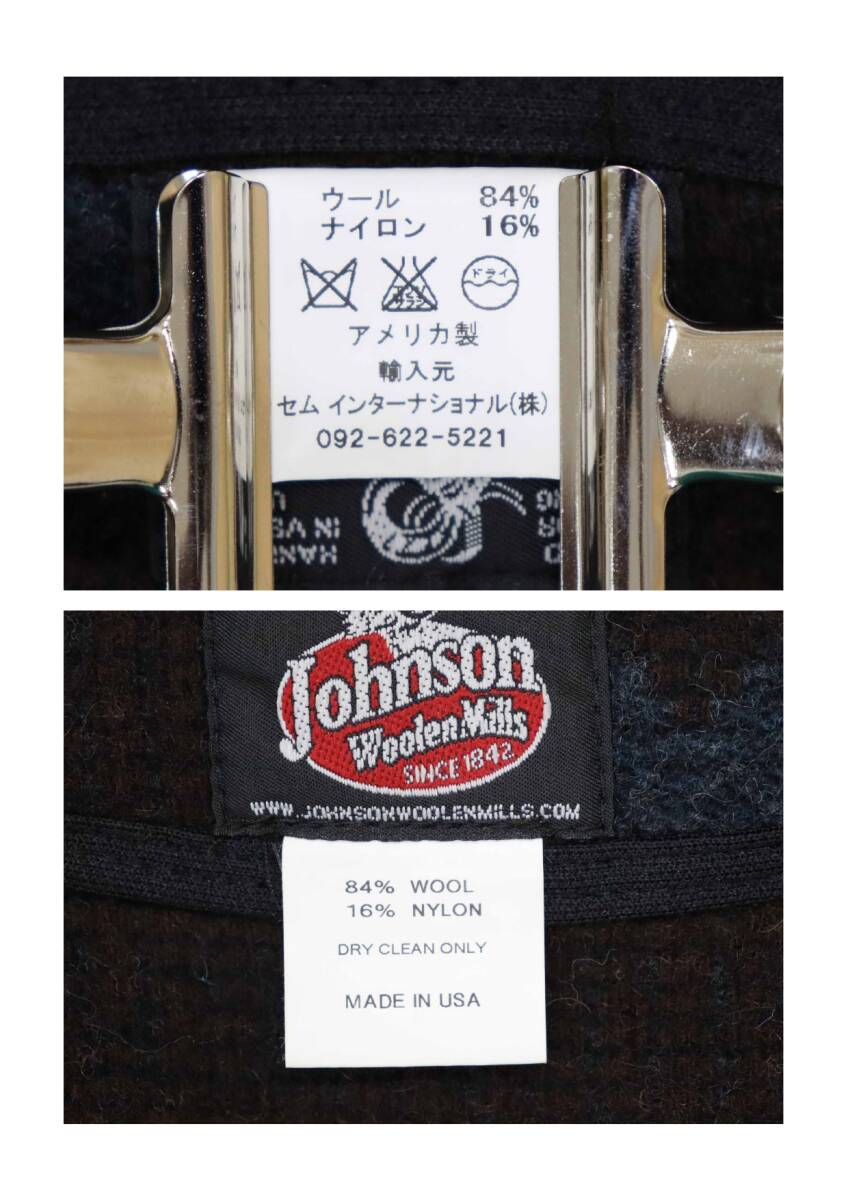 ウール 84%
ナイロン 16%
ドライ
アメリカ製
輸入元
セム インターナショナル(株)
092-622-5221
Johnson
Woolen Mills
SINCE 1842
WWW.JOHNSONWOOLENMILLS.COM
84% WOOL
16% NYLON
DRY CLEAN ONLY
MADE IN USA